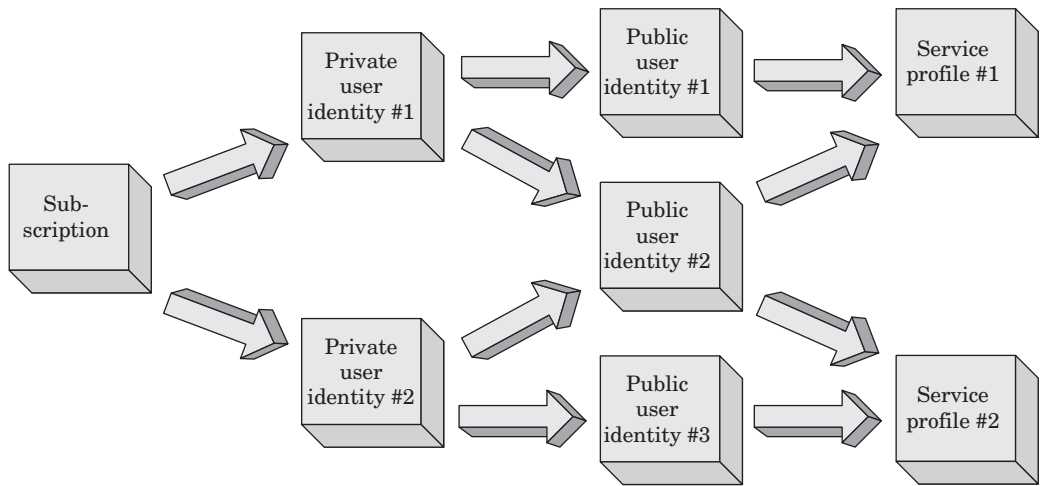 Sub-
scription
Private
user
identity #1
Private
user
identity #2
Public
user
identity #1
Public
user
identity #2
Public
user
identity #3
Service
profile #1
Service
profile #2